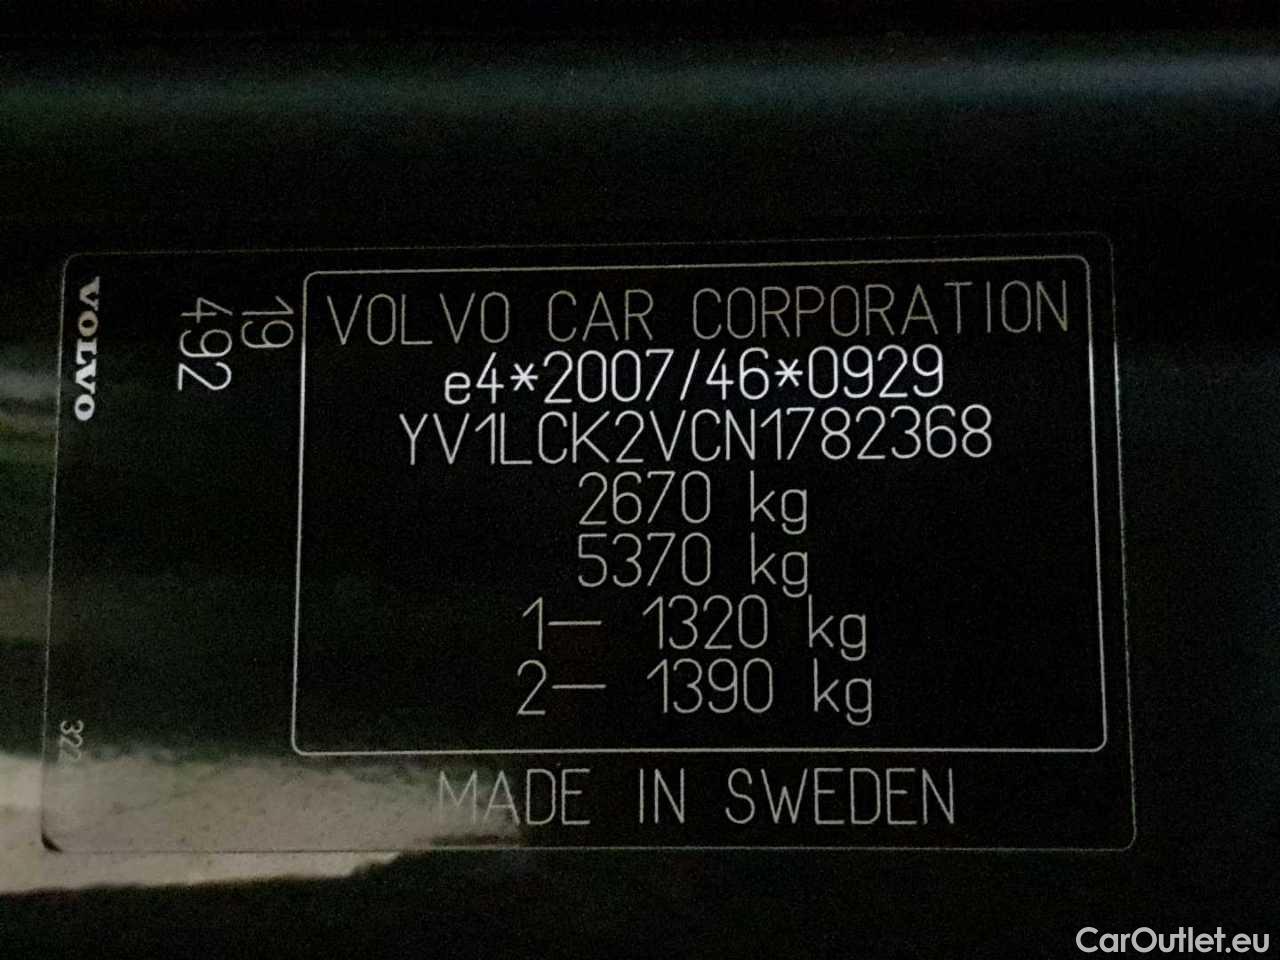 VOLVO
19
492
VOLVO CAR CORPORATION
e4*2007/46*0929
YV1LCK2VCN1782368
2670 kg
5370 kg
1– 1320 kg
2– 1390 kg
MADE IN SWEDEN
CarOutlet.eu